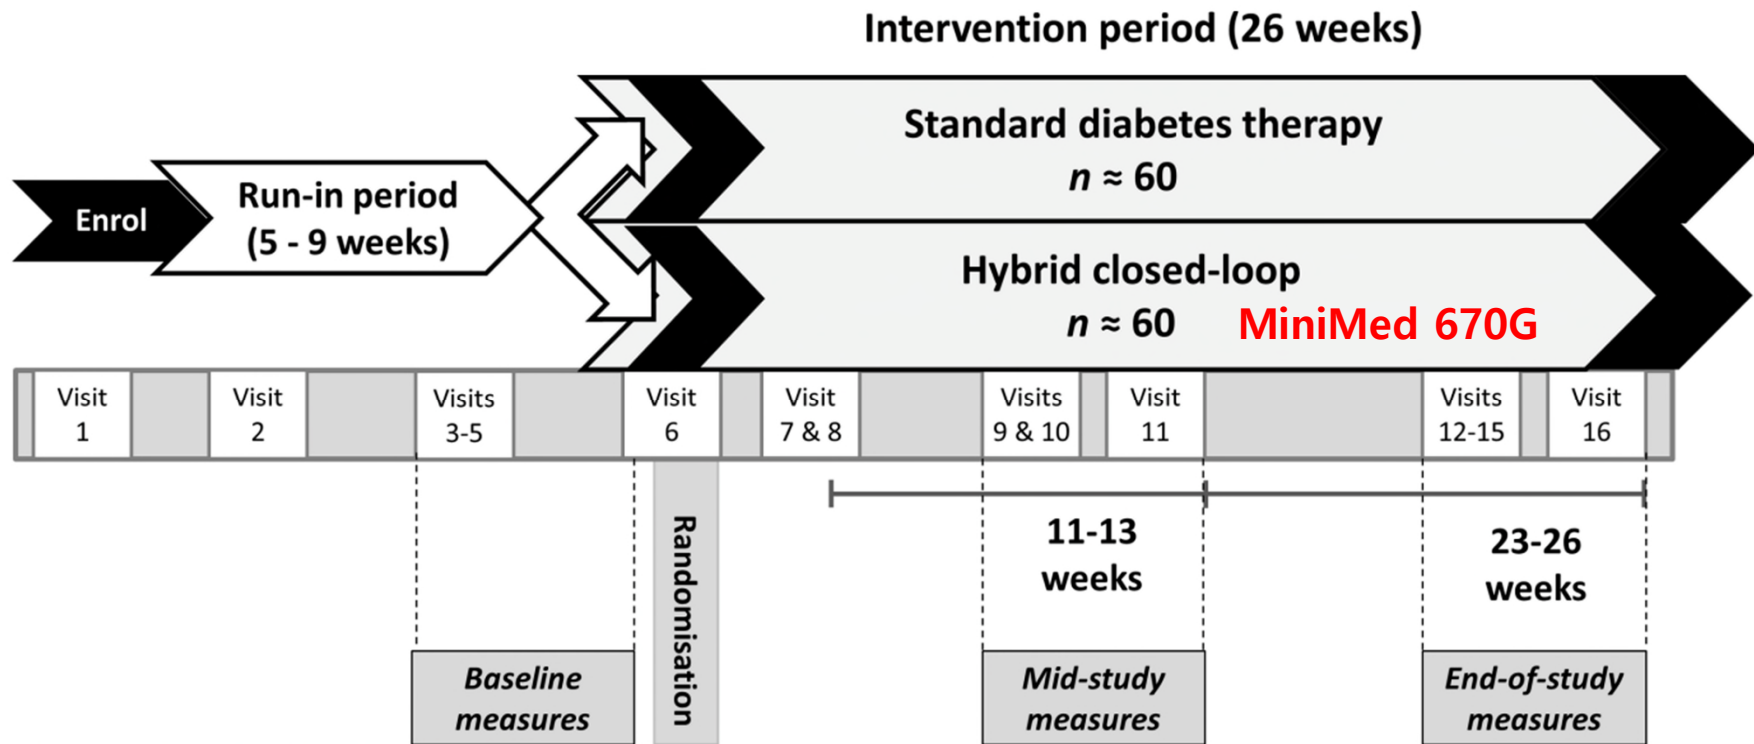 Intervention period (26 weeks)
Standard diabetes therapy
n ≈ 60
Enrol
Run-in period
(5 - 9 weeks)
Hybrid closed-loop
n ≈ 60 MiniMed 670G
Visit
1
Visit
2
Visits
3-5
Visit
6
Visit
7 & 8
Visits
9 & 10
Visit
11
Visits
12-15
Visit
16
Randomisation
11-13
weeks
23-26
weeks
Baseline
measures
Mid-study
measures
End-of-study
measures